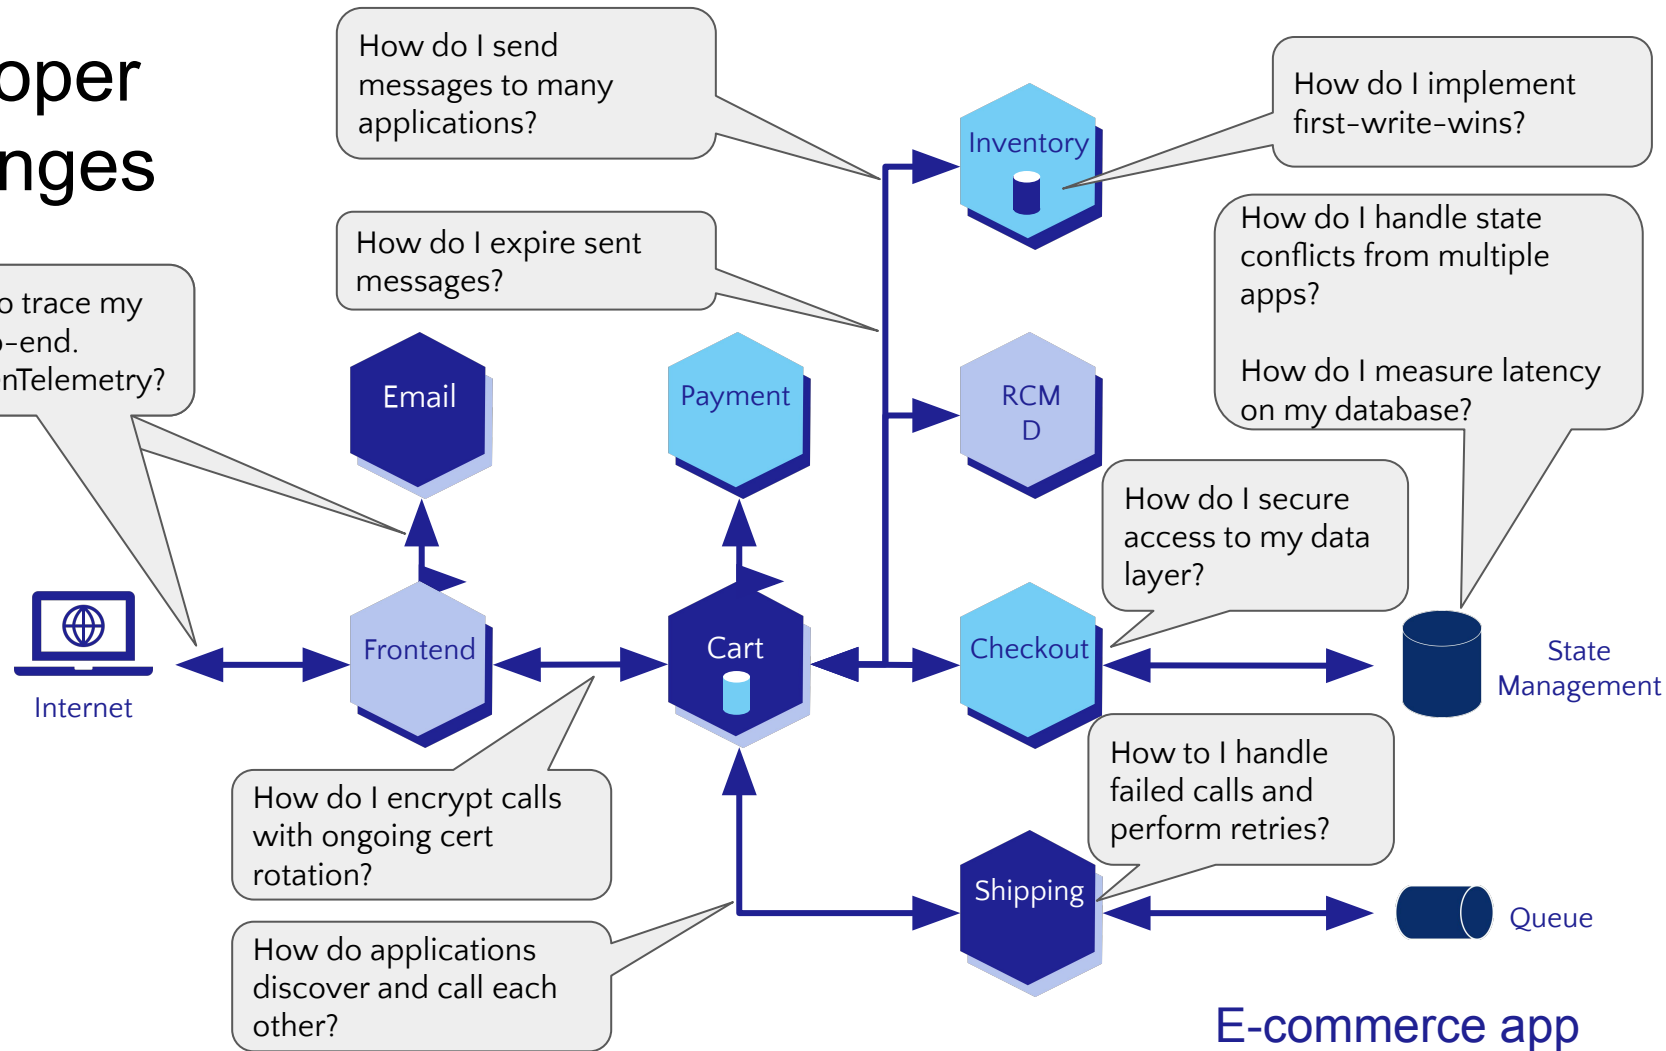 oper
nges
How do I send
messages to many
applications?
How do I implement
first-write-wins?
Inventory
How do I expire sent
messages?
How do I handle state
conflicts from multiple
apps?
How do I measure latency
on my database?
o trace my
-end.
nTelemetry?
Email
Payment
RCM
D
How do I secure
access to my data
layer?
Internet
Frontend
Cart
Checkout
State
Management
How do I encrypt calls
with ongoing cert
rotation?
How to I handle
failed calls and
perform retries?
Shipping
Queue
How do applications
discover and call each
other?
E-commerce app